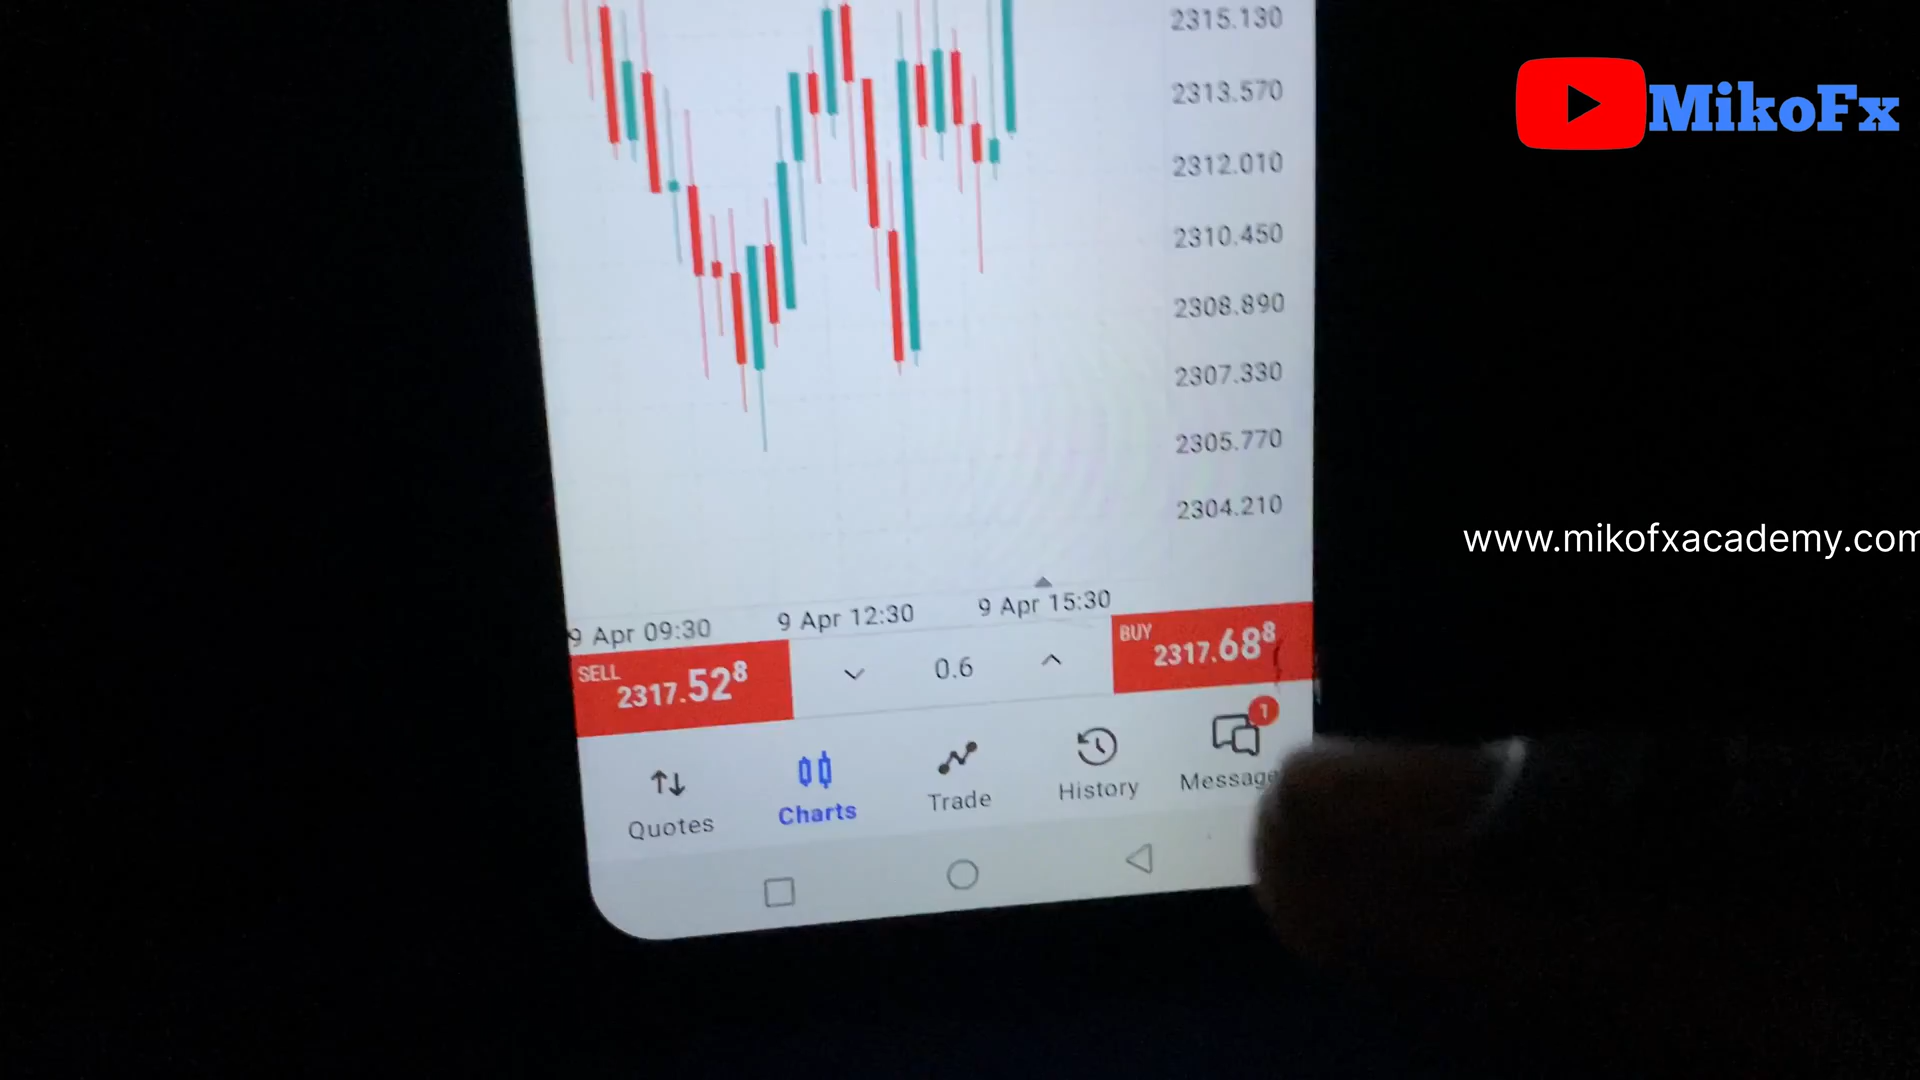 2315.130
MikoFx
2313.570
2312.010
2310.450
2308.890
2307.330
2305.770
2304.210
www.mikofxacademy.com
9 Apr 09:30 9 Apr 12:30 9 Apr 15:30
SELL 2317.528
0.6
BUY 2317.688
1
Quotes Charts Trade History Message